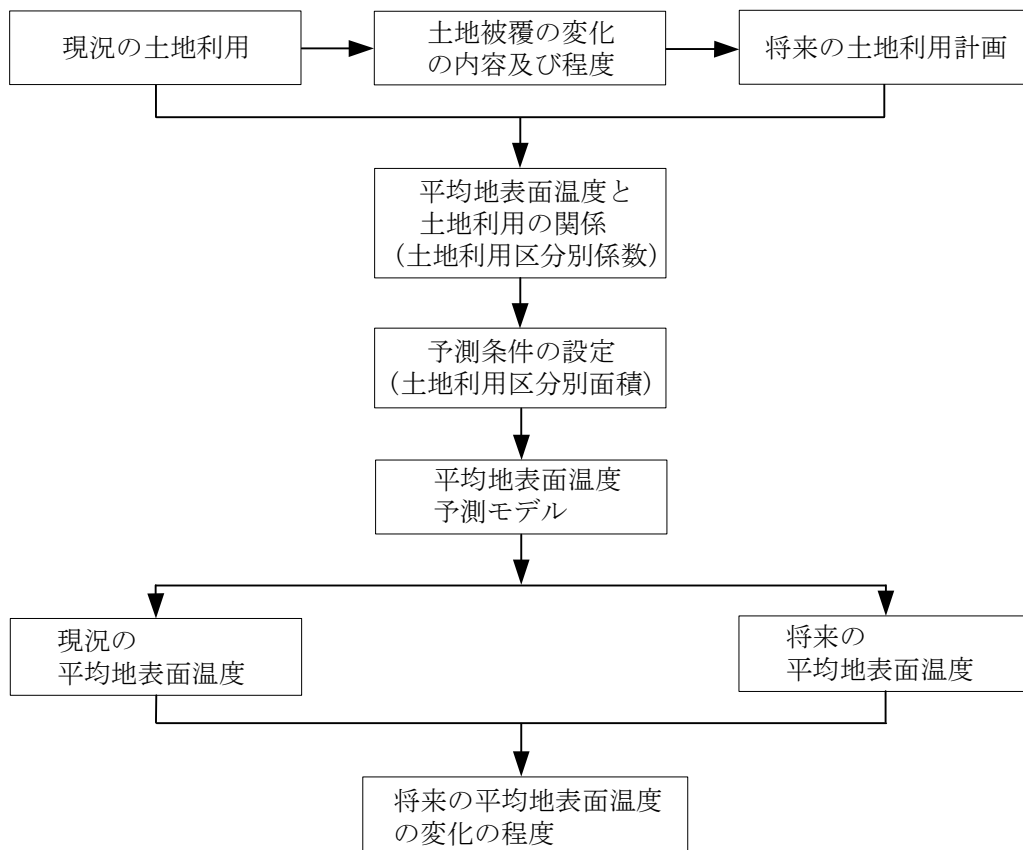 現況の土地利用
土地被覆の変化
の内容及び程度
将来の土地利用計画
平均地表面温度と
土地利用の関係
(土地利用区分別係数)
予測条件の設定
(土地利用区分別面積)
平均地表面温度
予測モデル
現況の
平均地表面温度
将来の
平均地表面温度
将来の平均地表面温度
の変化の程度